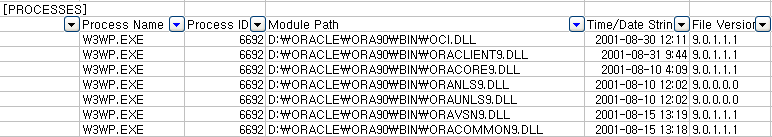 [PROCESSES]
Process Name Process ID Module Path Time/Date Strin File Version
W3WP.EXE 6692 D:₩ORACLE₩ORA90₩BIN₩OCI.DLL 2001-08-30 12:11 9.0.1.1.1
W3WP.EXE 6692 D:₩ORACLE₩ORA90₩BIN₩ORACLIENT9.DLL 2001-08-31 9:44 9.0.1.1.1
W3WP.EXE 6692 D:₩ORACLE₩ORA90₩BIN₩ORACORE9.DLL 2001-08-10 4:09 9.0.1.1.1
W3WP.EXE 6692 D:₩ORACLE₩ORA90₩BIN₩ORANLS9.DLL 2001-08-10 12:02 9.0.0.0.0
W3WP.EXE 6692 D:₩ORACLE₩ORA90₩BIN₩ORAUNLS9.DLL 2001-08-10 12:02 9.0.0.0.0
W3WP.EXE 6692 D:₩ORACLE₩ORA90₩BIN₩ORAVSN9.DLL 2001-08-15 13:19 9.0.1.1.1
W3WP.EXE 6692 D:₩ORACLE₩ORA90₩BIN₩ORACOMMON9.DLL 2001-08-15 13:18 9.0.1.1.1